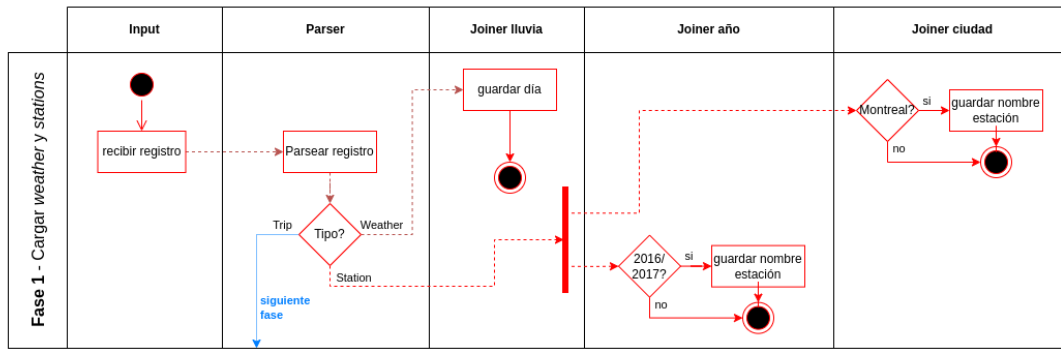 Input
Parser
Joiner lluvia
Joiner año
Joiner ciudad
Fase 1 - Cargar weather y stations
recibir registro
Parsear registro
Tipo?
Trip
Weather
Station
siguiente
fase
guardar día
2016/
2017?
si
no
guardar nombre
estación
Montreal?
si
no
guardar nombre
estación